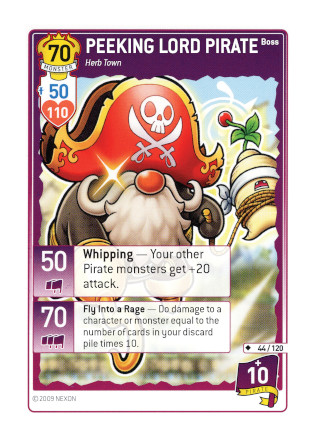 70
MONSTER
PEEKING LORD PIRATE Boss
Herb Town
50
110
50
Whipping — Your other
Pirate monsters get +20
attack.
70
Fly Into a Rage — Do damage to a
character or monster equal to the
number of cards in your discard
pile times 10.
44/120
+
10
PIRATE
©2009 NEXON